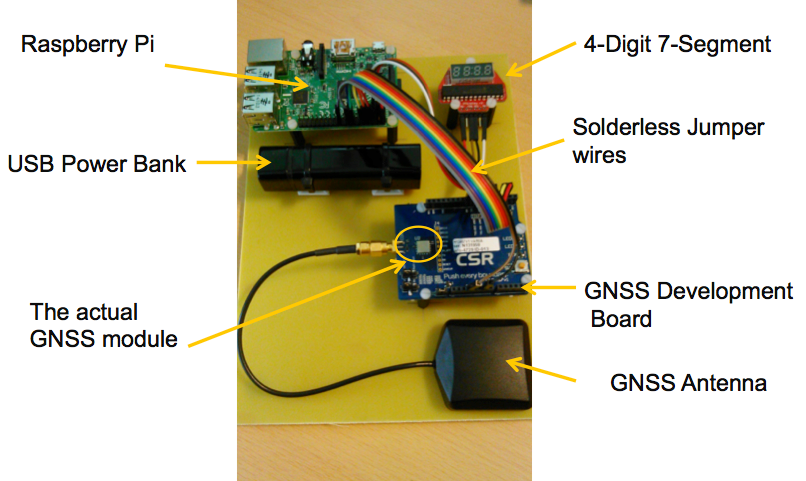 Raspberry Pi
4-Digit 7-Segment
Solderless Jumper
wires
USB Power Bank
CSR
Push every bo
The actual
GNSS module
GNSS Development
Board
GNSS Antenna